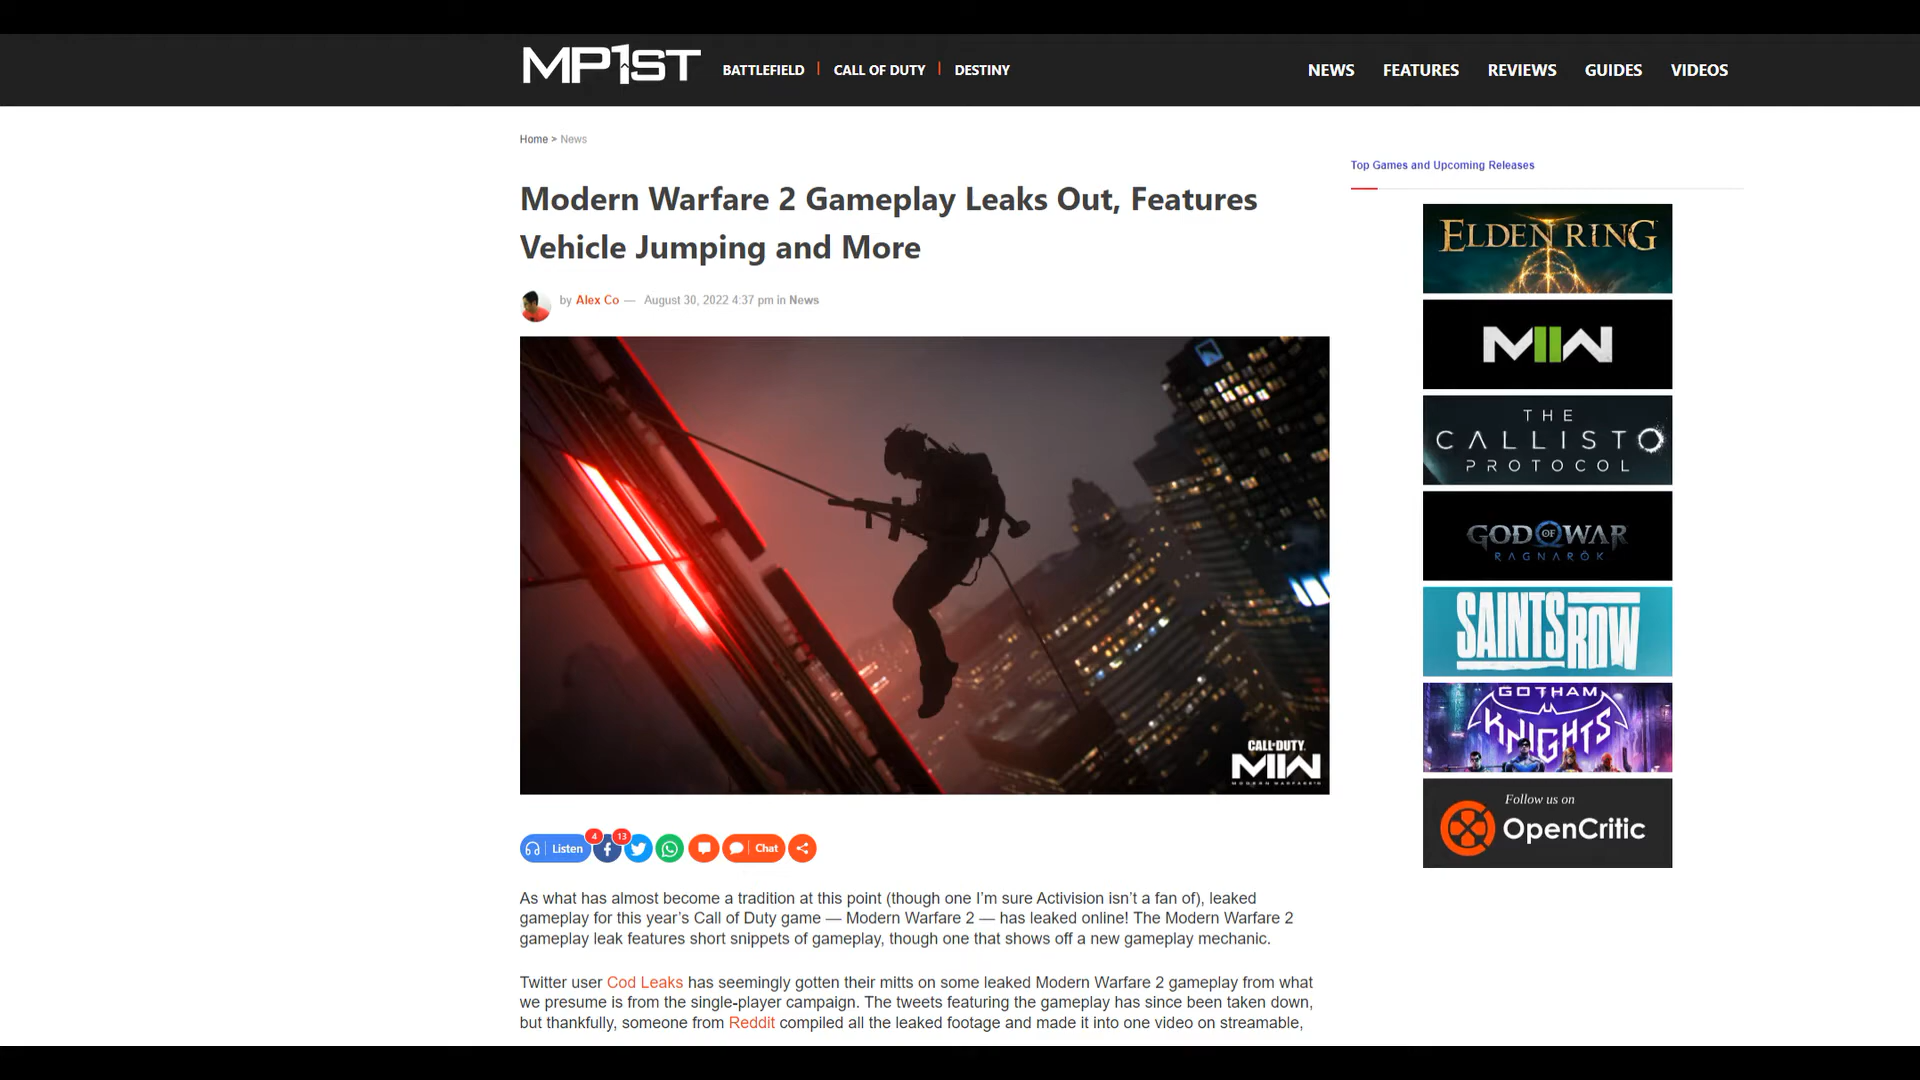 MP1ST
BATTLEFIELD
CALL OF DUTY
DESTINY
NEWS
FEATURES
REVIEWS
GUIDES
VIDEOS
Home > News
Modern Warfare 2 Gameplay Leaks Out, Features
Vehicle Jumping and More
by Alex Co — August 30, 2022 4:37 pm in News
CALL OF DUTY
MW
MODERN WARFARE II
4
13
Listen
Chat
As what has almost become a tradition at this point (though one I’m sure Activision isn’t a fan of), leaked
gameplay for this year’s Call of Duty game — Modern Warfare 2 — has leaked online! The Modern Warfare 2
gameplay leak features short snippets of gameplay, though one that shows off a new gameplay mechanic.
Twitter user Cod Leaks has seemingly gotten their mitts on some leaked Modern Warfare 2 gameplay from what
we presume is from the single-player campaign. The tweets featuring the gameplay has since been taken down,
but thankfully, someone from Reddit compiled all the leaked footage and made it into one video on streamable,
Top Games and Upcoming Releases
ELDEN RING
MIIW
THE
CALLISTO
PROTOCOL
GOD OF WAR
RAGNARÖK
SAINTS ROW
GOTHAM
KNIGHTS
Follow us on
OpenCritic